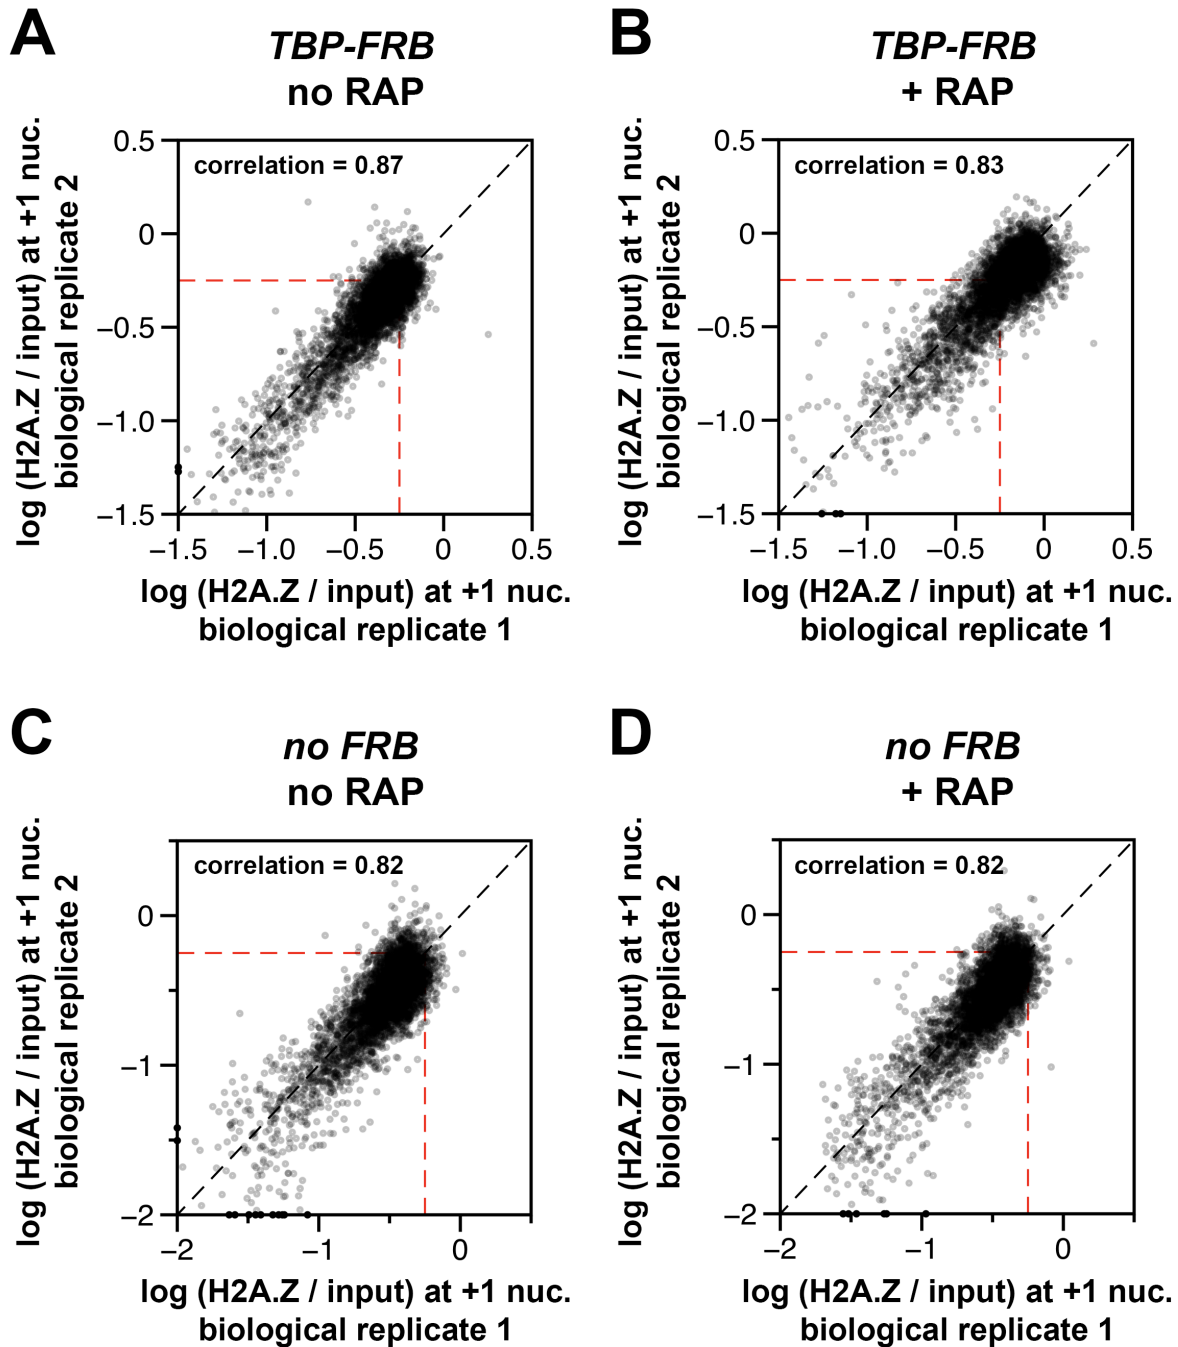 A
TBP-FRB
no RAP
log (H2A.Z / input) at +1 nuc.
biological replicate 2
0.5
0
−0.5
−1.0
−1.5
correlation = 0.87
−1.5
−1.0
−0.5
0
0.5
log (H2A.Z / input) at +1 nuc.
biological replicate 1
B
TBP-FRB
+ RAP
log (H2A.Z / input) at +1 nuc.
biological replicate 2
0.5
0
−0.5
−1.0
−1.5
correlation = 0.83
−1.5
−1.0
−0.5
0
0.5
log (H2A.Z / input) at +1 nuc.
biological replicate 1
C
no FRB
no RAP
log (H2A.Z / input) at +1 nuc.
biological replicate 2
0
−1
−2
correlation = 0.82
−2
−1
0
log (H2A.Z / input) at +1 nuc.
biological replicate 1
D
no FRB
+ RAP
log (H2A.Z / input) at +1 nuc.
biological replicate 2
0
−1
−2
correlation = 0.82
−2
−1
0
log (H2A.Z / input) at +1 nuc.
biological replicate 1